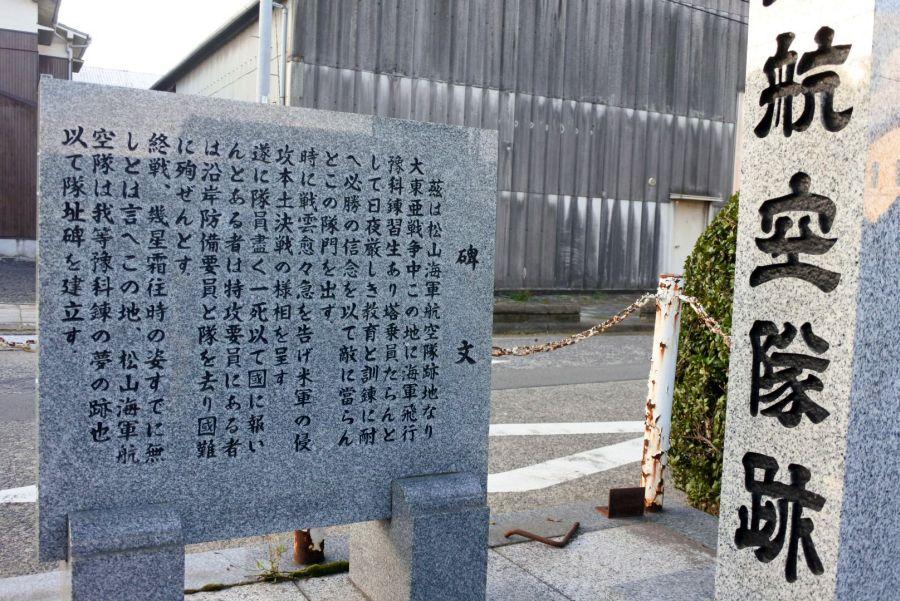 航空隊跡
碑文
茲は松山海軍航空隊跡地なり
大東亜戦争中この地に海軍飛行
豫科練習生あり塔乗員たらんと
して日夜厳しき教育と訓練に耐
へ必勝の信念を以て敵に當らん
とこの隊門を出ず
時に戦雲愈々急を告げ米軍の侵
攻本土決戦の様相を呈す
遂に隊員盡く一死以て國に報い
んとある者は特攻要員にある者
は沿岸防備要員と隊を去り國難
に殉ぜんとす
終戦、幾星霜往時の姿すでに無
しとは言へこの地、松山海軍航
空隊は我等豫科錬の夢の跡也
以て隊址碑を建立す